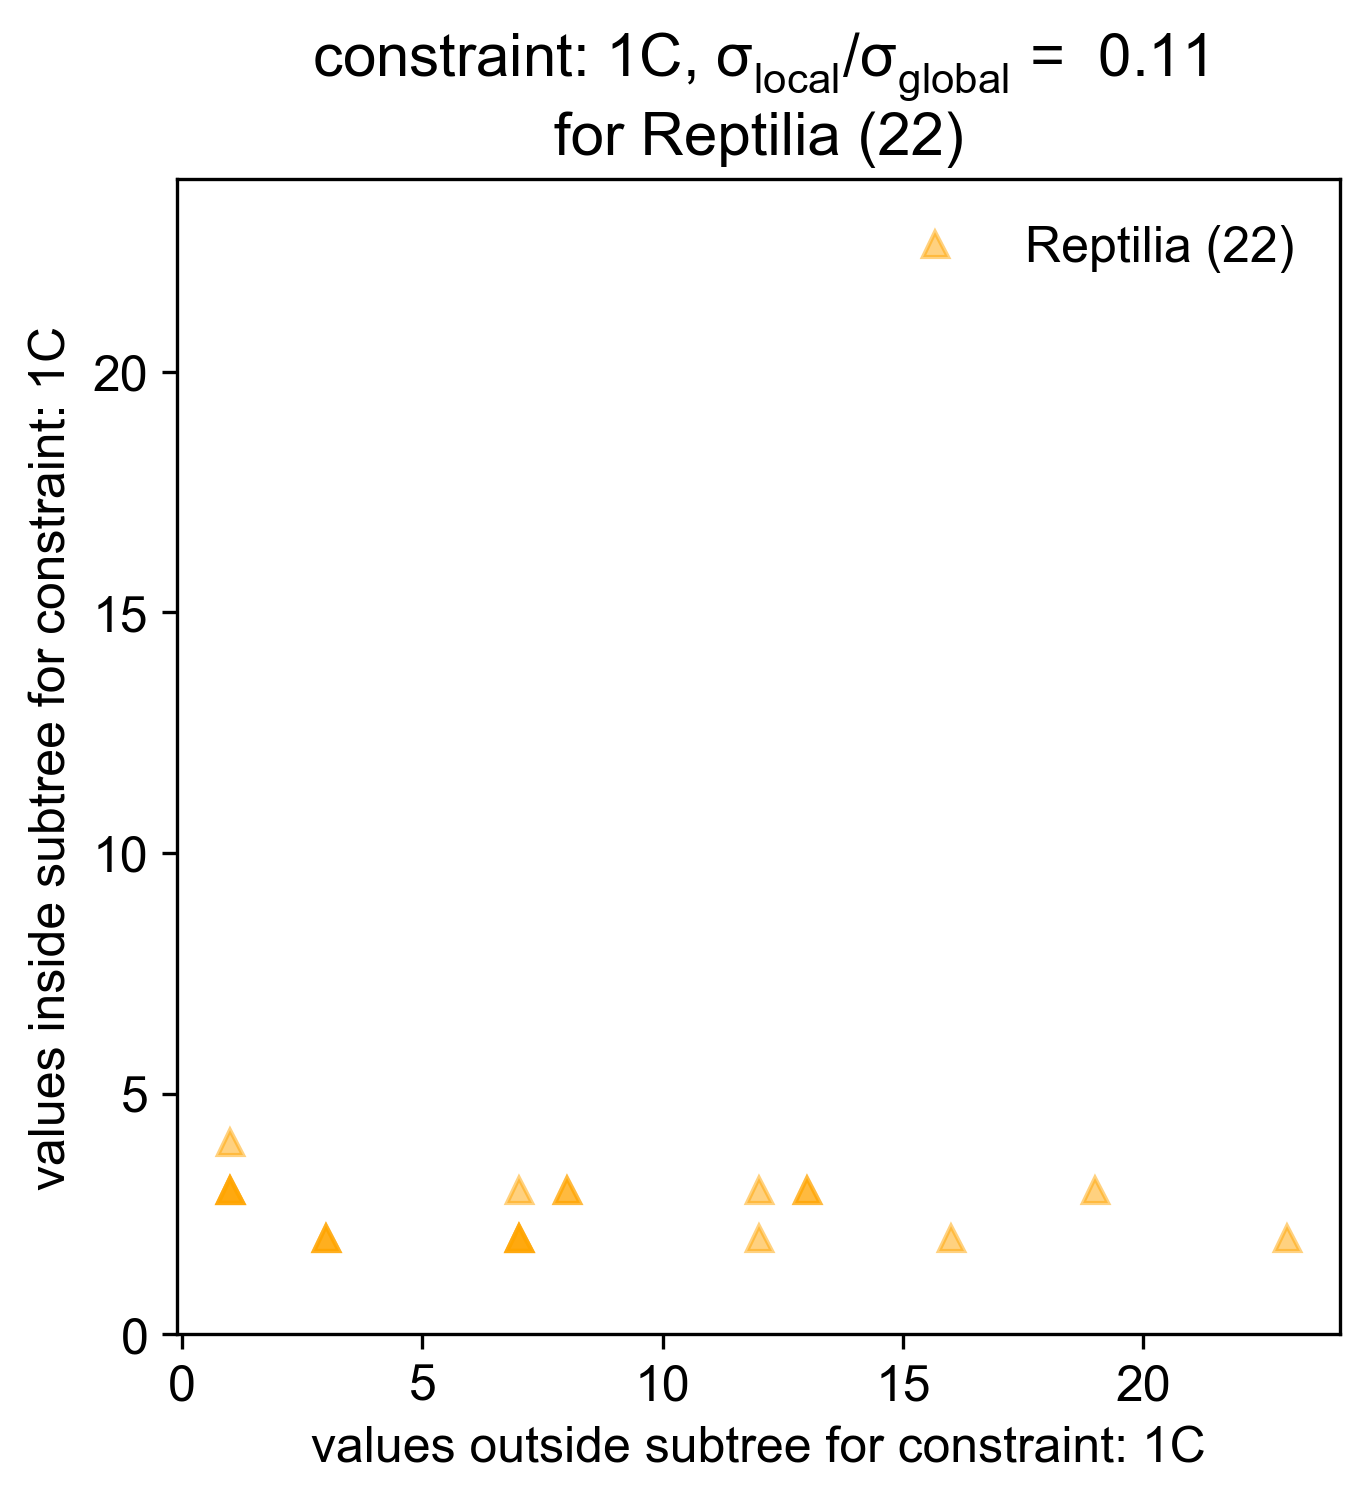 constraint: 1C, σlocal/σglobal = 0.11
for Reptilia (22)
Reptilia (22)
values inside subtree for constraint: 1C
20
15
10
5
0
0 5 10 15 20
values outside subtree for constraint: 1C